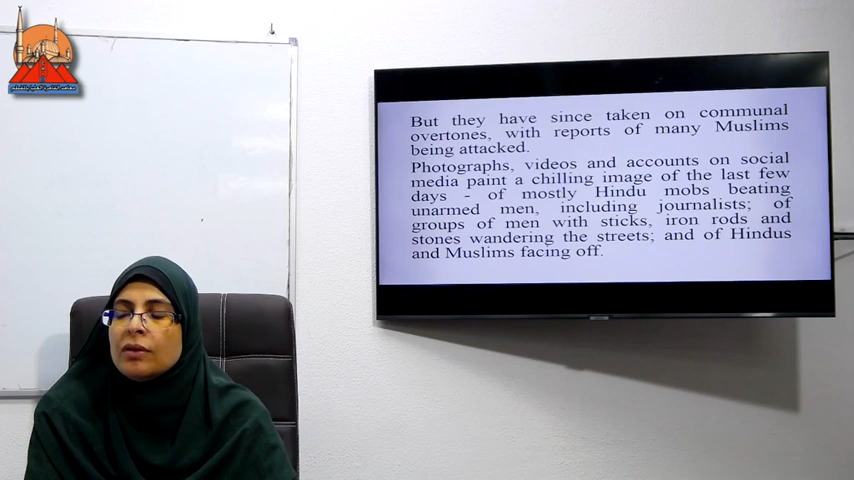 But they have since taken on communal
overtones, with reports of many Muslims
being attacked.
Photographs, videos and accounts on social
media paint a chilling image of the last few
days - of mostly Hindu mobs beating
unarmed men, including journalists; of
groups of men with sticks, iron rods and
stones wandering the streets; and of Hindus
and Muslims facing off.